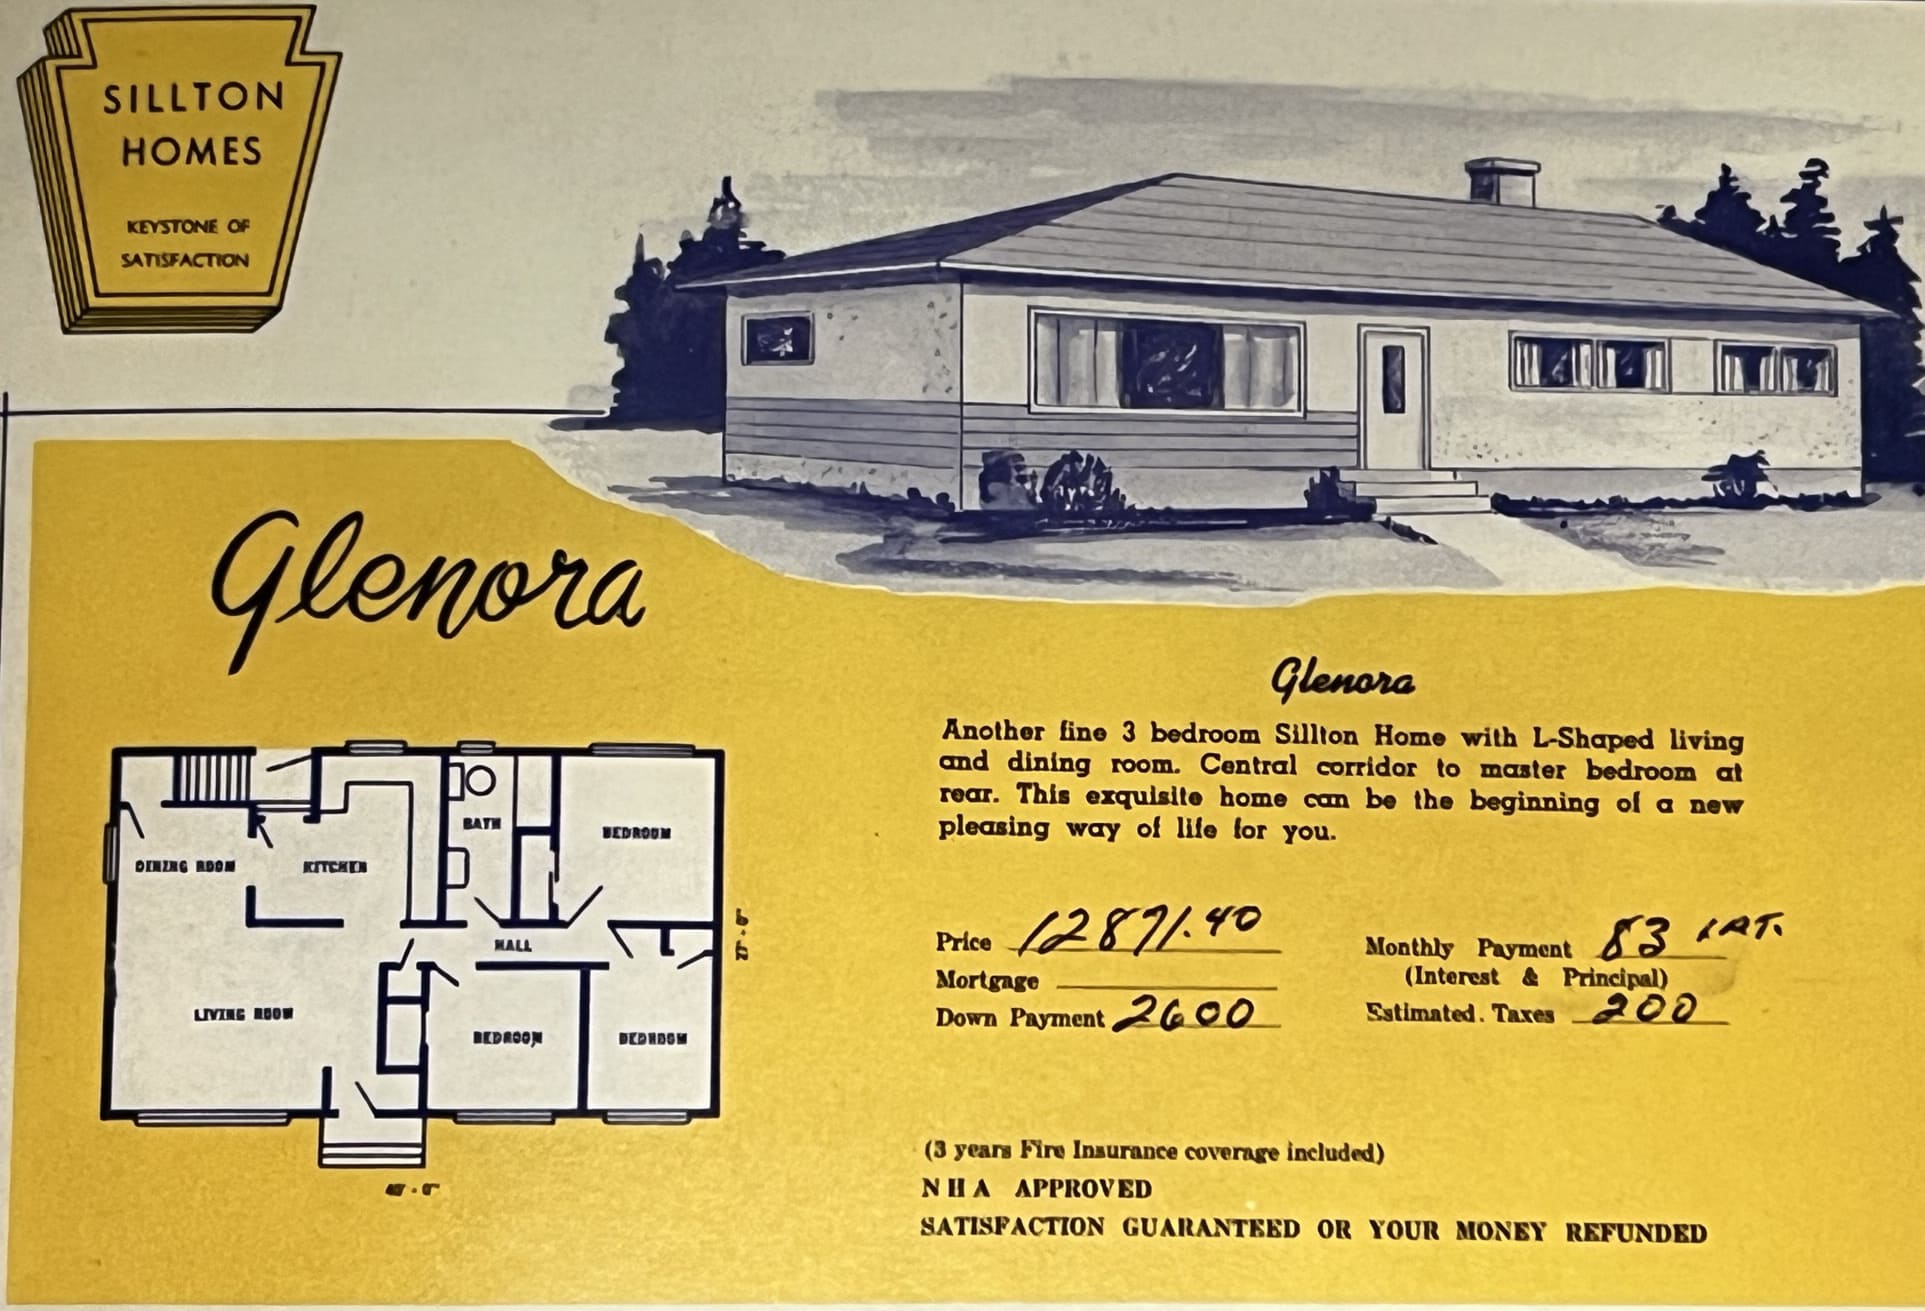 SILLTON
HOMES
KEYSTONE OF
SATISFACTION
Glenora
Glenora
Another fine 3 bedroom Sillton Home with L-Shaped living
and dining room. Central corridor to master bedroom at
rear. This exquisite home can be the beginning of a new
pleasing way of life for you.
Price 12871.40
Mortgage
Down Payment 2600
Monthly Payment 83 I.A.T.
(Interest & Principal)
Estimated. Taxes 200
(3 years Fire Insurance coverage included)
NHA APPROVED
SATISFACTION GUARANTEED OR YOUR MONEY REFUNDED
DINING ROOM
KITCHEN
BATH
BEDROOM
HALL
LIVING ROOM
BEDROOM
BEDROOM